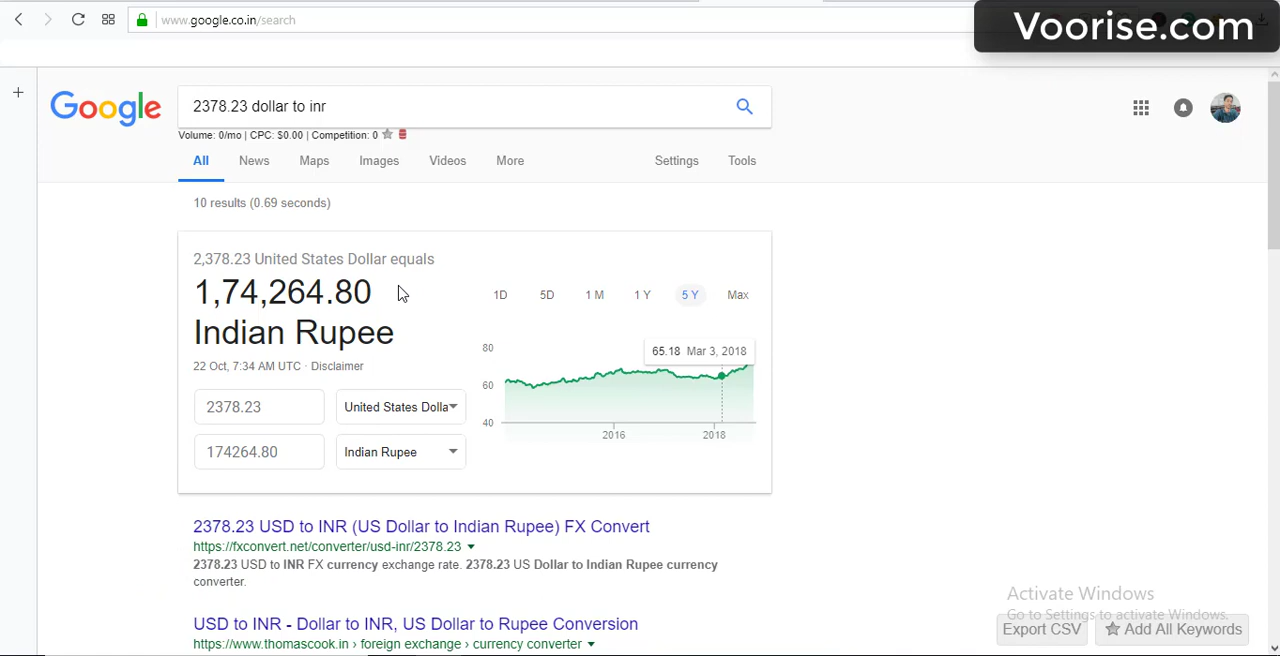 www.google.co.in/search
Voorise.com
Google
2378.23 dollar to inr
Volume: 0/mo | CPC: $0.00 | Competition: 0
All News Maps Images Videos More Settings Tools
10 results (0.69 seconds)
2,378.23 United States Dollar equals
1,74,264.80
Indian Rupee
22 Oct, 7:34 AM UTC · Disclaimer
2378.23 United States Dolla
174264.80 Indian Rupee
1D 5D 1 M 1 Y 5 Y Max
80
65.18 Mar 3, 2018
60
40
2016 2018
2378.23 USD to INR (US Dollar to Indian Rupee) FX Convert
https://fxconvert.net/converter/usd-inr/2378.23
2378.23 USD to INR FX currency exchange rate. 2378.23 US Dollar to Indian Rupee currency
converter.
USD to INR - Dollar to INR, US Dollar to Rupee Conversion
https://www.thomascook.in › foreign exchange › currency converter
Activate Windows
Go to Settings to activate Windows.
Export CSV Add All Keywords